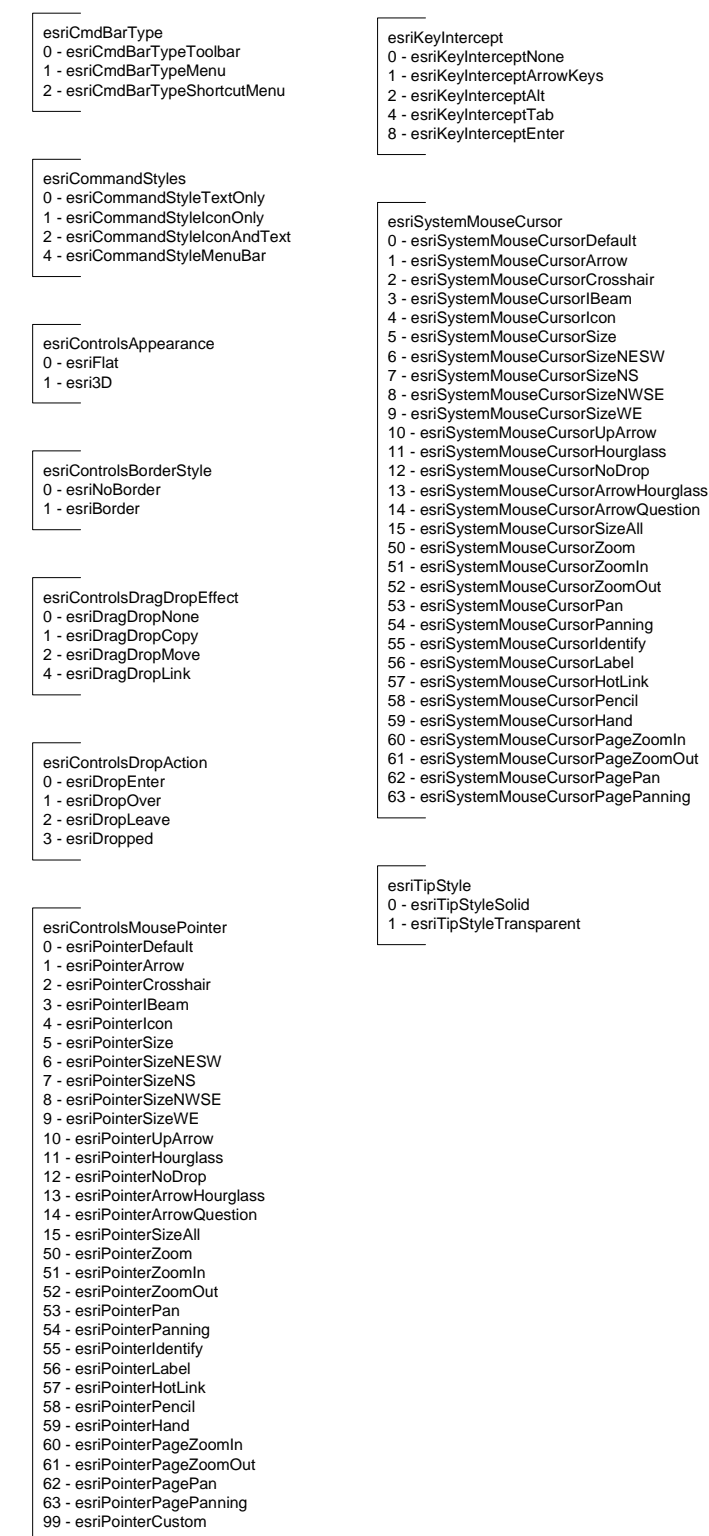 esriCmdBarType
0 - esriCmdBarTypeToolbar
1 - esriCmdBarTypeMenu
2 - esriCmdBarTypeShortcutMenu
esriCommandStyles
0 - esriCommandStyleTextOnly
1 - esriCommandStyleIconOnly
2 - esriCommandStyleIconAndText
4 - esriCommandStyleMenuBar
esriControlsAppearance
0 - esriFlat
1 - esri3D
esriControlsBorderStyle
0 - esriNoBorder
1 - esriBorder
esriControlsDragDropEffect
0 - esriDragDropNone
1 - esriDragDropCopy
2 - esriDragDropMove
4 - esriDragDropLink
esriControlsDropAction
0 - esriDropEnter
1 - esriDropOver
2 - esriDropLeave
3 - esriDropped
esriControlsMousePointer
0 - esriPointerDefault
1 - esriPointerArrow
2 - esriPointerCrosshair
3 - esriPointerIBeam
4 - esriPointerIcon
5 - esriPointerSize
6 - esriPointerSizeNESW
7 - esriPointerSizeNS
8 - esriPointerSizeNWSE
9 - esriPointerSizeWE
10 - esriPointerUpArrow
11 - esriPointerHourglass
12 - esriPointerNoDrop
13 - esriPointerArrowHourglass
14 - esriPointerArrowQuestion
15 - esriPointerSizeAll
50 - esriPointerZoom
51 - esriPointerZoomIn
52 - esriPointerZoomOut
53 - esriPointerPan
54 - esriPointerPanning
55 - esriPointerIdentify
56 - esriPointerLabel
57 - esriPointerHotLink
58 - esriPointerPencil
59 - esriPointerHand
60 - esriPointerPageZoomIn
61 - esriPointerPageZoomOut
62 - esriPointerPagePan
63 - esriPointerPagePanning
99 - esriPointerCustom
esriKeyIntercept
0 - esriKeyInterceptNone
1 - esriKeyInterceptArrowKeys
2 - esriKeyInterceptAlt
4 - esriKeyInterceptTab
8 - esriKeyInterceptEnter
esriSystemMouseCursor
0 - esriSystemMouseCursorDefault
1 - esriSystemMouseCursorArrow
2 - esriSystemMouseCursorCrosshair
3 - esriSystemMouseCursorIBeam
4 - esriSystemMouseCursorIcon
5 - esriSystemMouseCursorSize
6 - esriSystemMouseCursorSizeNESW
7 - esriSystemMouseCursorSizeNS
8 - esriSystemMouseCursorSizeNWSE
9 - esriSystemMouseCursorSizeWE
10 - esriSystemMouseCursorUpArrow
11 - esriSystemMouseCursorHourglass
12 - esriSystemMouseCursorNoDrop
13 - esriSystemMouseCursorArrowHourglass
14 - esriSystemMouseCursorArrowQuestion
15 - esriSystemMouseCursorSizeAll
50 - esriSystemMouseCursorZoom
51 - esriSystemMouseCursorZoomIn
52 - esriSystemMouseCursorZoomOut
53 - esriSystemMouseCursorPan
54 - esriSystemMouseCursorPanning
55 - esriSystemMouseCursorIdentify
56 - esriSystemMouseCursorLabel
57 - esriSystemMouseCursorHotLink
58 - esriSystemMouseCursorPencil
59 - esriSystemMouseCursorHand
60 - esriSystemMouseCursorPageZoomIn
61 - esriSystemMouseCursorPageZoomOut
62 - esriSystemMouseCursorPagePan
63 - esriSystemMouseCursorPagePanning
esriTipStyle
0 - esriTipStyleSolid
1 - esriTipStyleTransparent